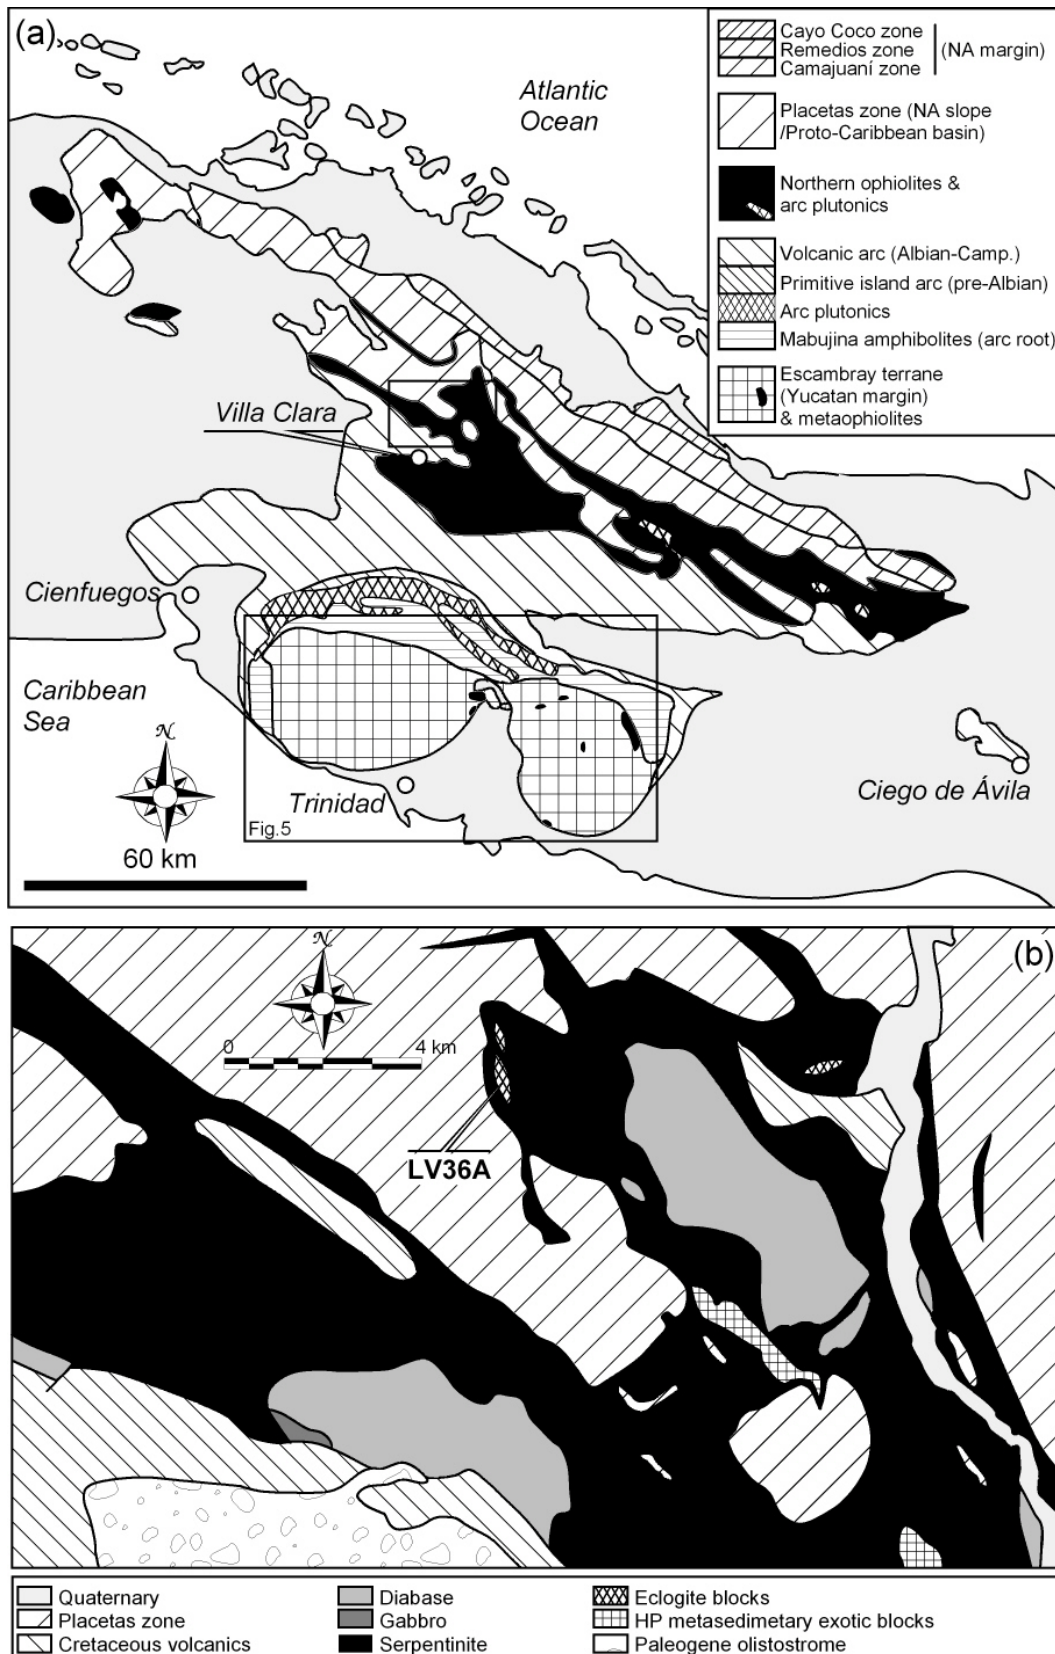 (a)
Atlantic
Ocean
Cayo Coco zone
Remedios zone
Camajuaní zone
(NA margin)
Placetas zone (NA slope
/Proto-Caribbean basin)
Northern ophiolites &
arc plutonics
Volcanic arc (Albian-Camp.)
Primitive island arc (pre-Albian)
Arc plutonics
Mabujina amphibolites (arc root)
Escambray terrane
(Yucatan margin)
& metaophiolites
Villa Clara
Cienfuegos
Caribbean
Sea
N
Trinidad
Ciego de Ávila
Fig.5
60 km
(b)
N
0 4 km
LV36A
Quaternary
Placetas zone
Cretaceous volcanics
Diabase
Gabbro
Serpentinite
Eclogite blocks
HP metasedimetary exotic blocks
Paleogene olistostrome